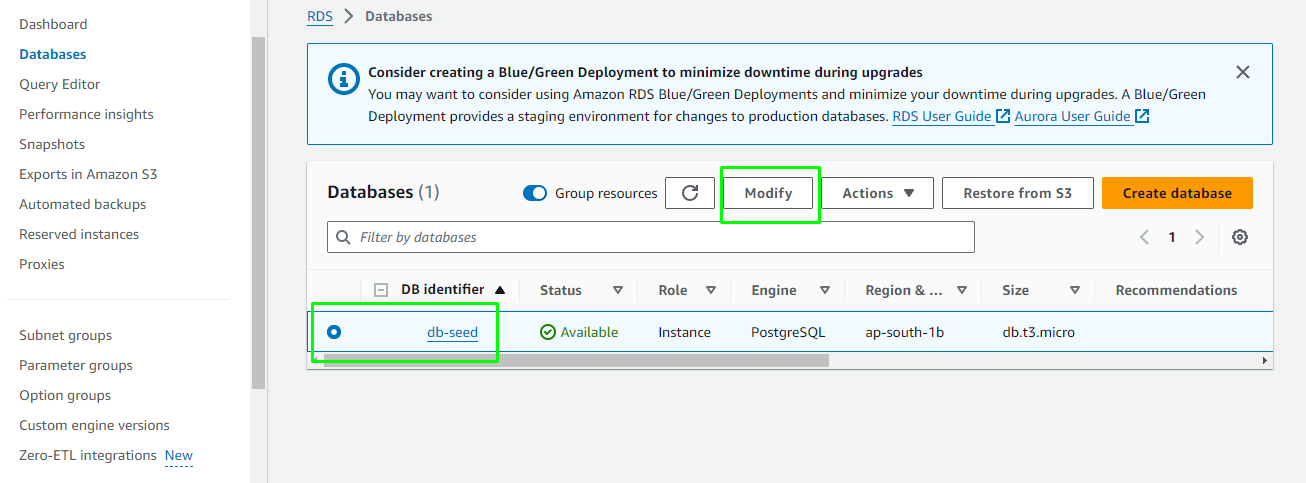 Dashboard
Databases
Query Editor
Performance insights
Snapshots
Exports in Amazon S3
Automated backups
Reserved instances
Proxies
Subnet groups
Parameter groups
Option groups
Custom engine versions
Zero-ETL integrations New
RDS Databases
Consider creating a Blue/Green Deployment to minimize downtime during upgrades
You may want to consider using Amazon RDS Blue/Green Deployments and minimize your downtime during upgrades. A Blue/Green
Deployment provides a staging environment for changes to production databases. RDS User Guide Aurora User Guide
Databases (1) Group resources Modify Actions Restore from S3 Create database
Filter by databases 1
DB identifier Status Role Engine Region & ... Size Recommendations
db-seed Available Instance PostgreSQL ap-south-1b db.t3.micro